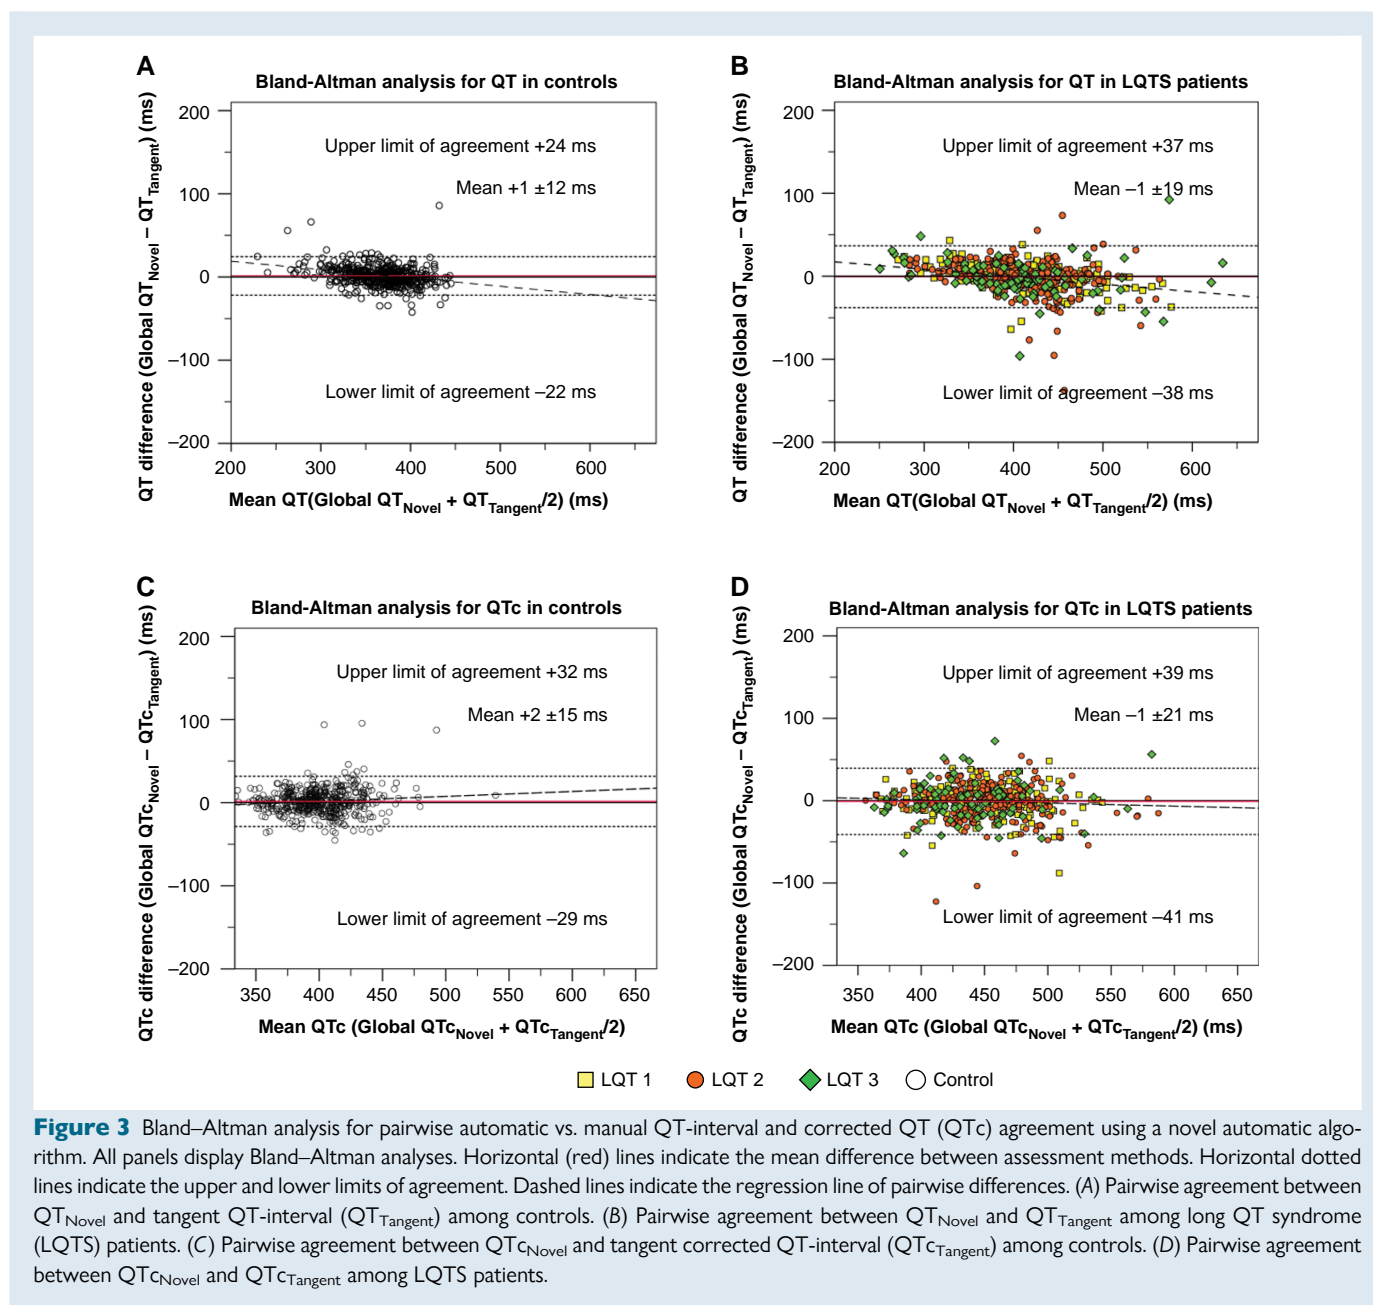 A
Bland-Altman analysis for QT in controls
QT difference (Global QTNovel – QTTangent) (ms)
200
100
0
–100
–200
Upper limit of agreement +24 ms
Mean +1 ±12 ms
Lower limit of agreement –22 ms
200 300 400 500 600
Mean QT(Global QTNovel + QTTangent/2) (ms)
B
Bland-Altman analysis for QT in LQTS patients
QT difference (Global QTNovel – QTTangent) (ms)
200
100
0
–100
–200
Upper limit of agreement +37 ms
Mean –1 ±19 ms
Lower limit of agreement –38 ms
200 300 400 500 600
Mean QT(Global QTNovel + QTTangent/2) (ms)
C
Bland-Altman analysis for QTc in controls
QTc difference (Global QTcNovel – QTcTangent) (ms)
200
100
0
–100
–200
Upper limit of agreement +32 ms
Mean +2 ±15 ms
Lower limit of agreement –29 ms
350 400 450 500 550 600 650
Mean QTc (Global QTcNovel + QTcTangent/2)
D
Bland-Altman analysis for QTc in LQTS patients
QTc difference (Global QTcNovel – QTcTangent) (ms)
200
100
0
–100
–200
Upper limit of agreement +39 ms
Mean –1 ±21 ms
Lower limit of agreement –41 ms
350 400 450 500 550 600 650
Mean QTc (Global QTcNovel + QTcTangent/2) (ms)
LQT 1 LQT 2 LQT 3 Control
Figure 3 Bland–Altman analysis for pairwise automatic vs. manual QT-interval and corrected QT (QTc) agreement using a novel automatic algo-
rithm. All panels display Bland–Altman analyses. Horizontal (red) lines indicate the mean difference between assessment methods. Horizontal dotted
lines indicate the upper and lower limits of agreement. Dashed lines indicate the regression line of pairwise differences. (A) Pairwise agreement between
QTNovel and tangent QT-interval (QTTangent) among controls. (B) Pairwise agreement between QTNovel and QTTangent among long QT syndrome
(LQTS) patients. (C) Pairwise agreement between QTcNovel and tangent corrected QT-interval (QTcTangent) among controls. (D) Pairwise agreement
between QTcNovel and QTcTangent among LQTS patients.